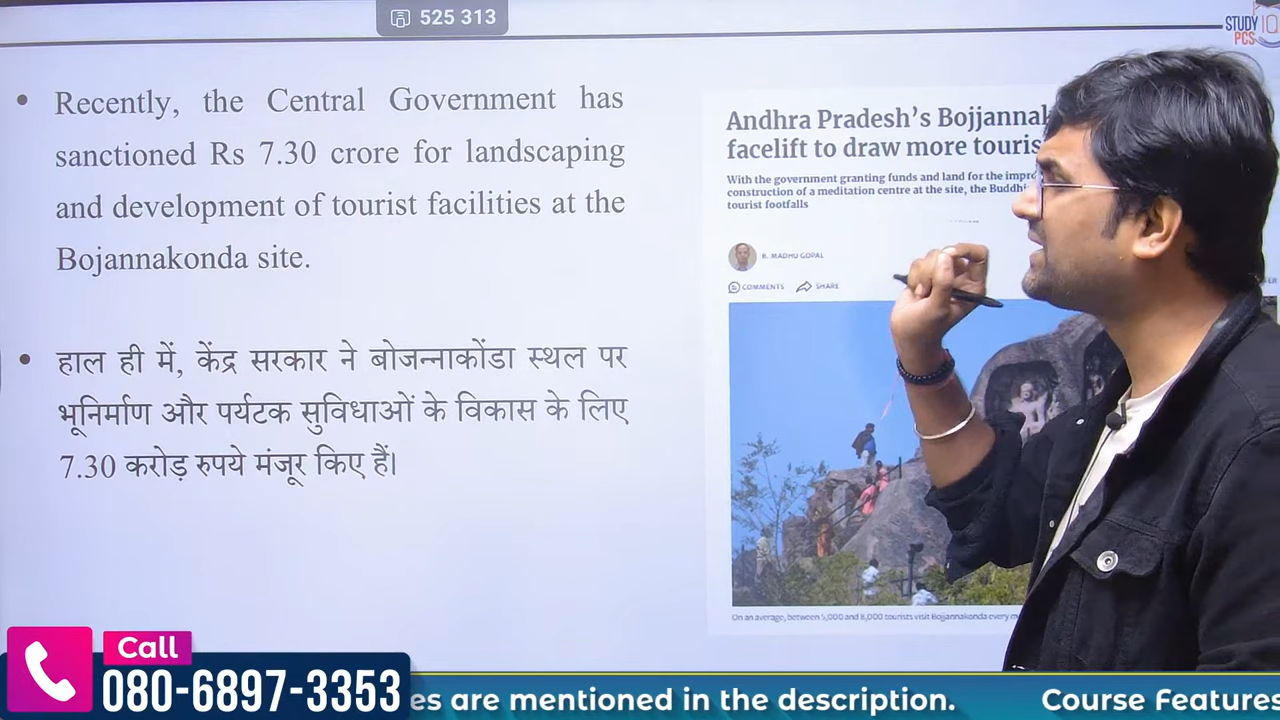 525 313
STUDY IQ
PCS
• Recently, the Central Government has
sanctioned Rs 7.30 crore for landscaping
and development of tourist facilities at the
Bojannakonda site.
• हाल ही में, केंद्र सरकार ने बोजन्नाकोंडा स्थल पर
भूनिर्माण और पर्यटक सुविधाओं के विकास के लिए
7.30 करोड़ रुपये मंजूर किए हैं।
Andhra Pradesh's Bojjannak
facelift to draw more touris
With the government granting funds and land for the impr
construction of a meditation centre at the site, the Buddhi
tourist footfalls
B. MADHU GOPAL
COMMENTS SHARE
On an average, between 5,000 and 8,000 tourists visit Bojjannakonda every m
Call
080-6897-3353
es are mentioned in the description. Course Features